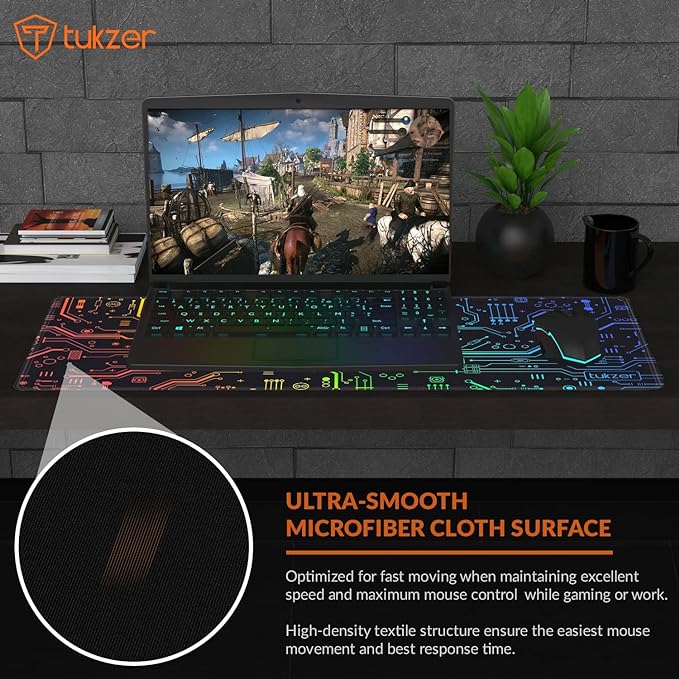 tukzer
tukzer
ULTRA-SMOOTH
MICROFIBER CLOTH SURFACE
Optimized for fast moving when maintaining excellent
speed and maximum mouse control while gaming or work.
High-density textile structure ensure the easiest mouse
movement and best response time.